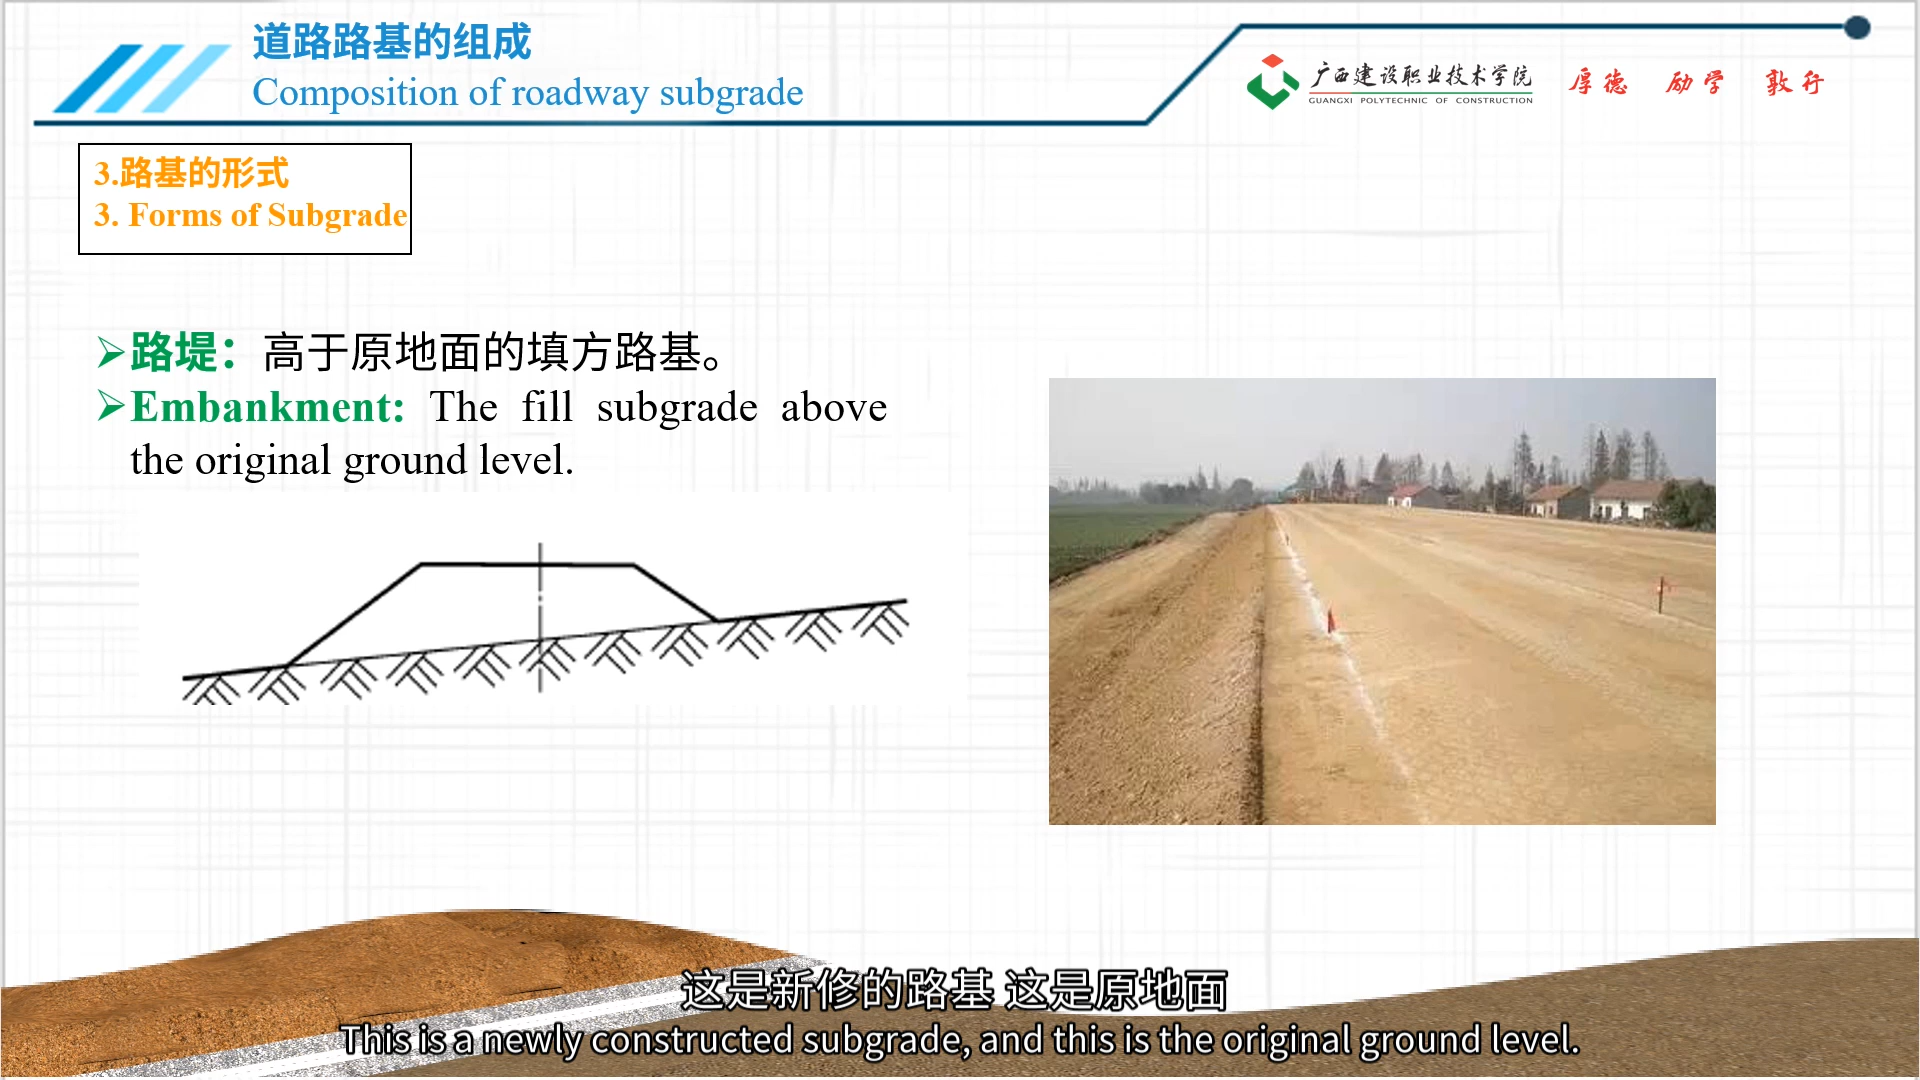 道路路基的组成
Composition of roadway subgrade
广西建设职业技术学院
GUANGXI POLYTECHNIC OF CONSTRUCTION
厚德 励学 敦行
3.路基的形式
3. Forms of Subgrade
路堤：高于原地面的填方路基。
Embankment: The fill subgrade above
the original ground level.
这是新修的路基 这是原地面
This is a newly constructed subgrade, and this is the original ground level.